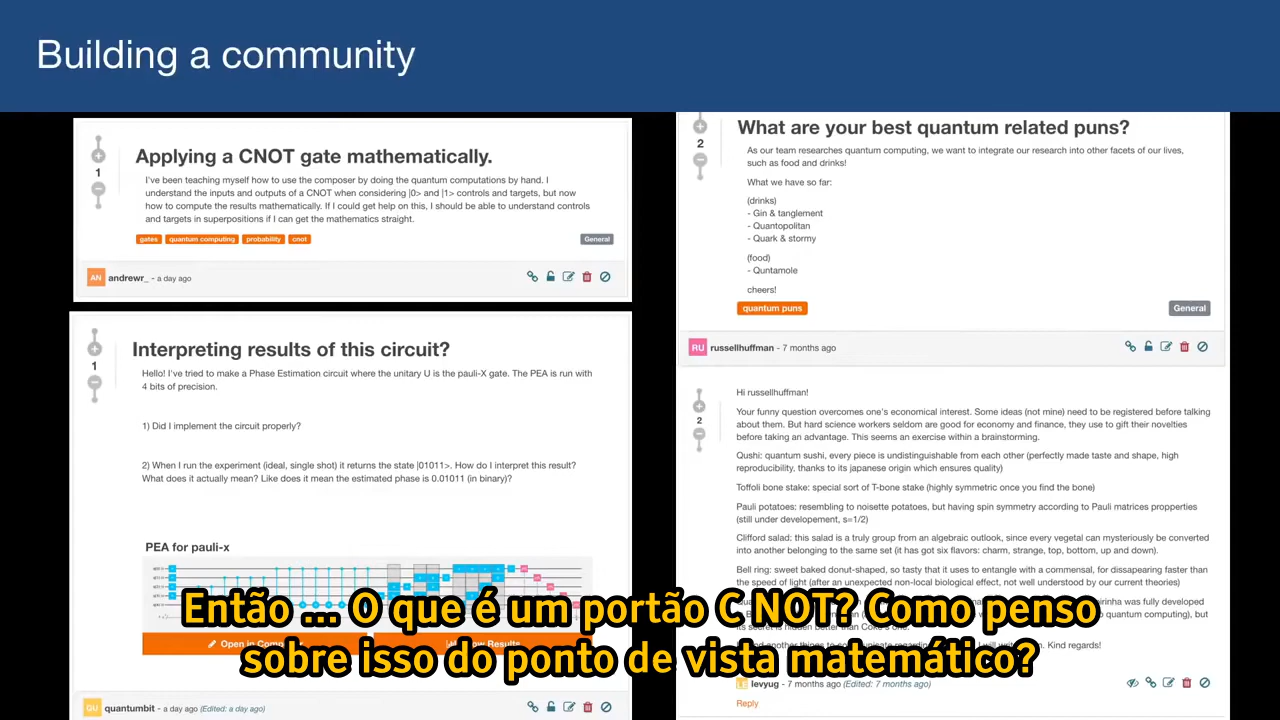 Building a community
1
Applying a CNOT gate mathematically.
I've been teaching myself how to use the composer by doing the quantum computations by hand. I
understand the inputs and outputs of a CNOT when considering |0> and |1> controls and targets, but now
how to compute the results mathematically. If I could get help on this, I should be able to understand controls
and targets in superpositions if I can get the mathematics straight.
gates quantum computing probability cnot General
AN andrewr_ - a day ago
1
Interpreting results of this circuit?
Hello! I've tried to make a Phase Estimation circuit where the unitary U is the pauli-X gate. The PEA is run with
4 bits of precision.
1) Did I implement the circuit properly?
2) When I run the experiment (ideal, single shot) it returns the state |01011>. How do I interpret this result?
What does it actually mean? Like does it mean the estimated phase is 0.01011 (in binary)?
PEA for pauli-x
Open in Results
QU quantumbit - a day ago (Edited: a day ago)
2
What are your best quantum related puns?
As our team researches quantum computing, we want to integrate our research into other facets of our lives,
such as food and drinks!
What we have so far:
(drinks)
- Gin & tanglement
- Quantopolitan
- Quark & stormy
(food)
- Quntamole
cheers!
quantum puns General
RU russellhuffman - 7 months ago
2
Hi russellhuffman!
Your funny question overcomes one's economical interest. Some ideas (not mine) need to be registered before talking
about them. But hard science workers seldom are good for economy and finance, they use to gift their novelties
before taking an advantage. This seems an exercise within a brainstorming.
Qushi: quantum sushi, every piece is undistinguishable from each other (perfectly made taste and shape, high
reproducibility, thanks to its japanese origin which ensures quality)
Toffoli bone stake: special sort of T-bone stake (highly symmetric once you find the bone)
Pauli potatoes: resembling to noisette potatoes, but having spin symmetry according to Pauli matrices propperties
(still under developement, s=1/2)
Clifford salad: this salad is a truly group from an algebraic outlook, since every vegetal can mysteriously be converted
into another belonging to the same set (it has got six flavors: charm, strange, top, bottom, up and down).
Bell ring: sweet baked donut-shaped, so tasty that it uses to entangle with a commensal, for dissapearing faster than
the speed of light (after an unexpected non-local biological effect, not well understood by our current theories)
was fully developed
quantum computing), but
Kind regards!
levyug - 7 months ago (Edited: 7 months ago)
Reply
Então ... O que é um portão C NOT? Como penso
sobre isso do ponto de vista matemático?